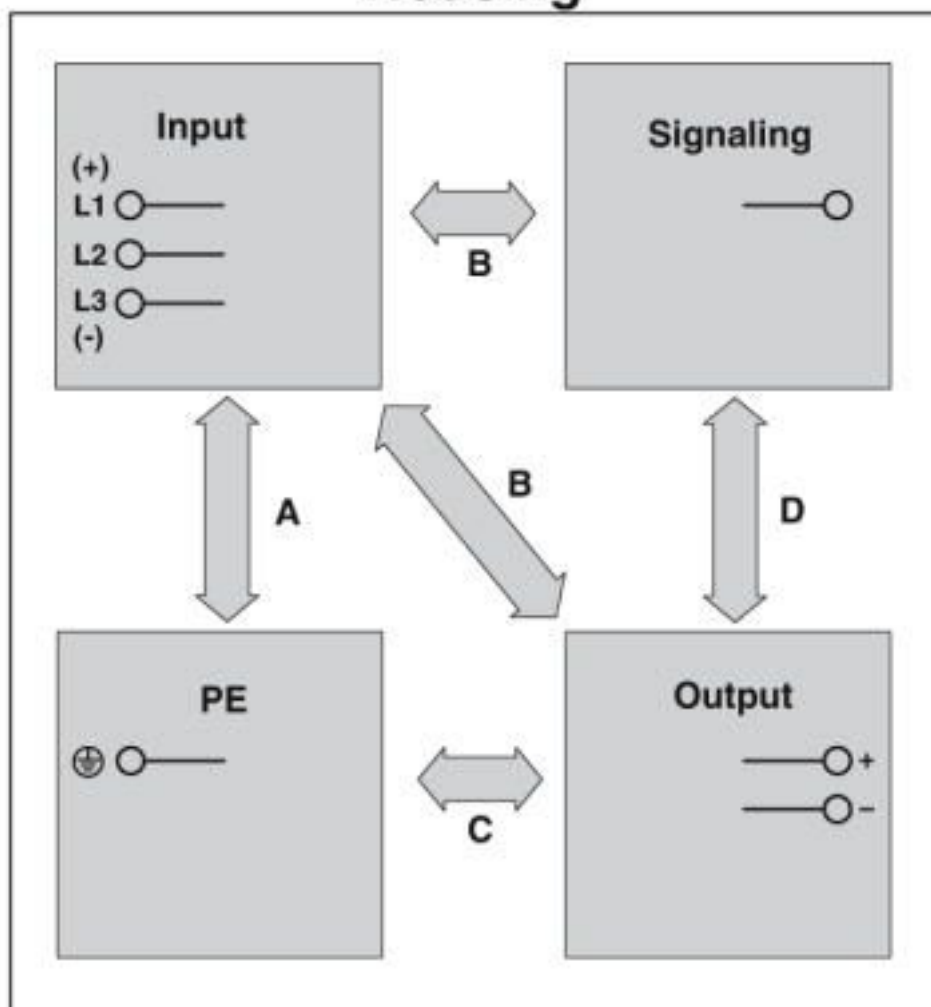 Input
(+)
L1
L2
L3
(-)
Signaling
B
A
B
D
PE
Output
+
−
C